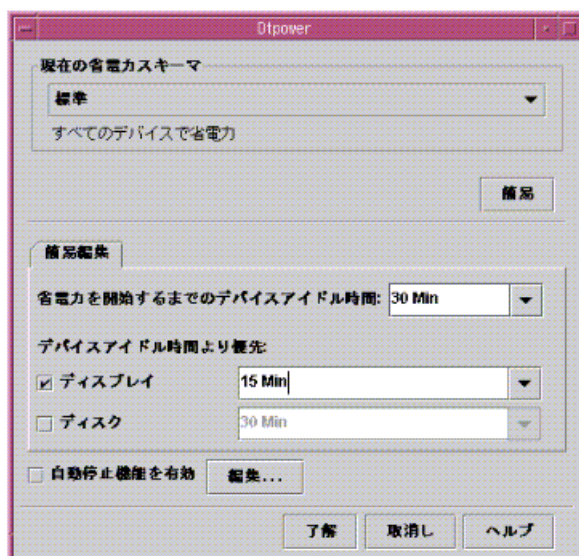 Dtpower
現在の省電力スキーマ
標準
すべてのデバイスで省電力
簡易
簡易編集
省電力を開始するまでのデバイスアイドル時間: 30 Min
デバイスアイドル時間より優先:
ディスプレイ 15 Min
ディスク 30 Min
自動停止機能を有効 編集...
了解 取消し ヘルプ